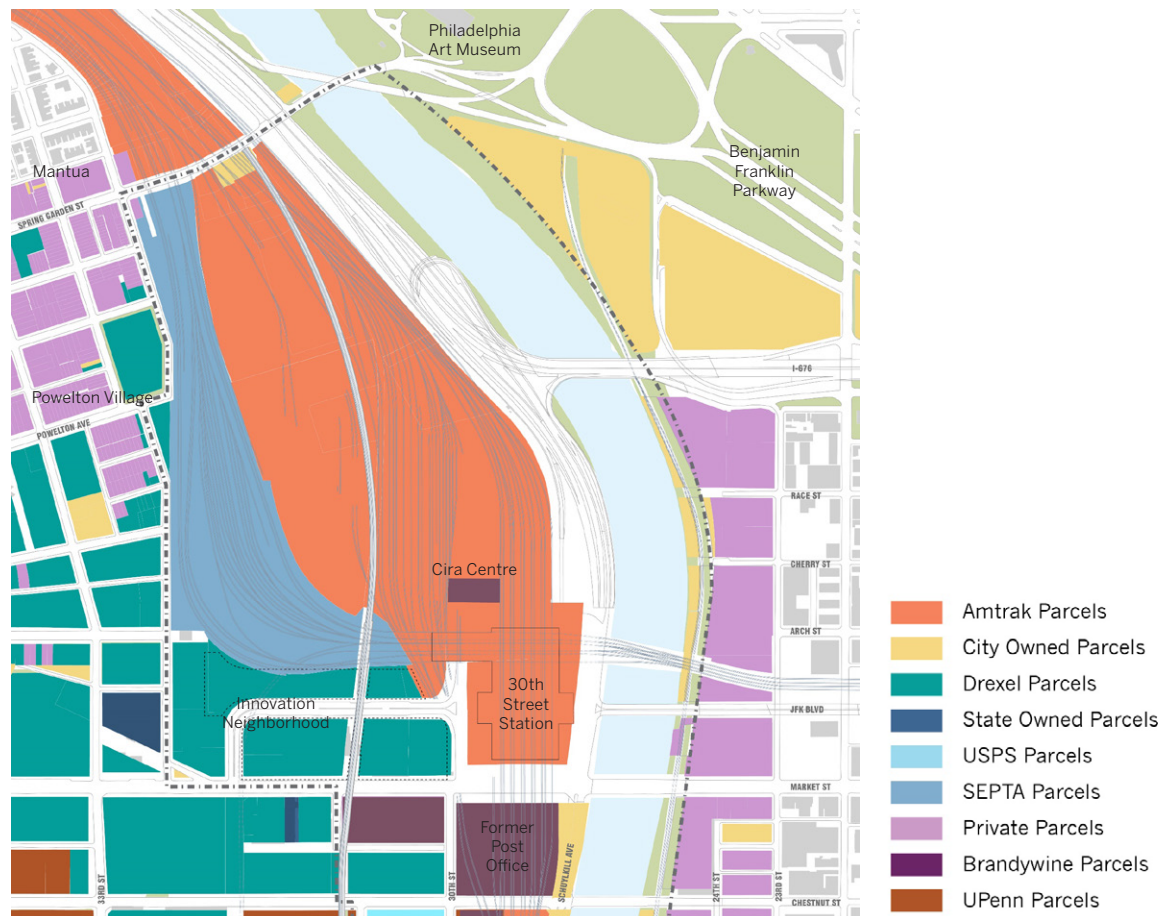 Philadelphia
Art Museum
Benjamin
Franklin
Parkway
Mantua
SPRING GARDEN ST
I-676
Powelton Village
POWELTON AVE
RACE ST
CHERRY ST
Cira Centre
ARCH ST
30th
Street
Station
Innovation
Neighborhood
JFK BLVD
MARKET ST
Former
Post
Office
SCHUYLKILL AVE
33RD ST
30TH ST
24TH ST
23RD ST
CHESTNUT ST
Amtrak Parcels
City Owned Parcels
Drexel Parcels
State Owned Parcels
USPS Parcels
SEPTA Parcels
Private Parcels
Brandywine Parcels
UPenn Parcels